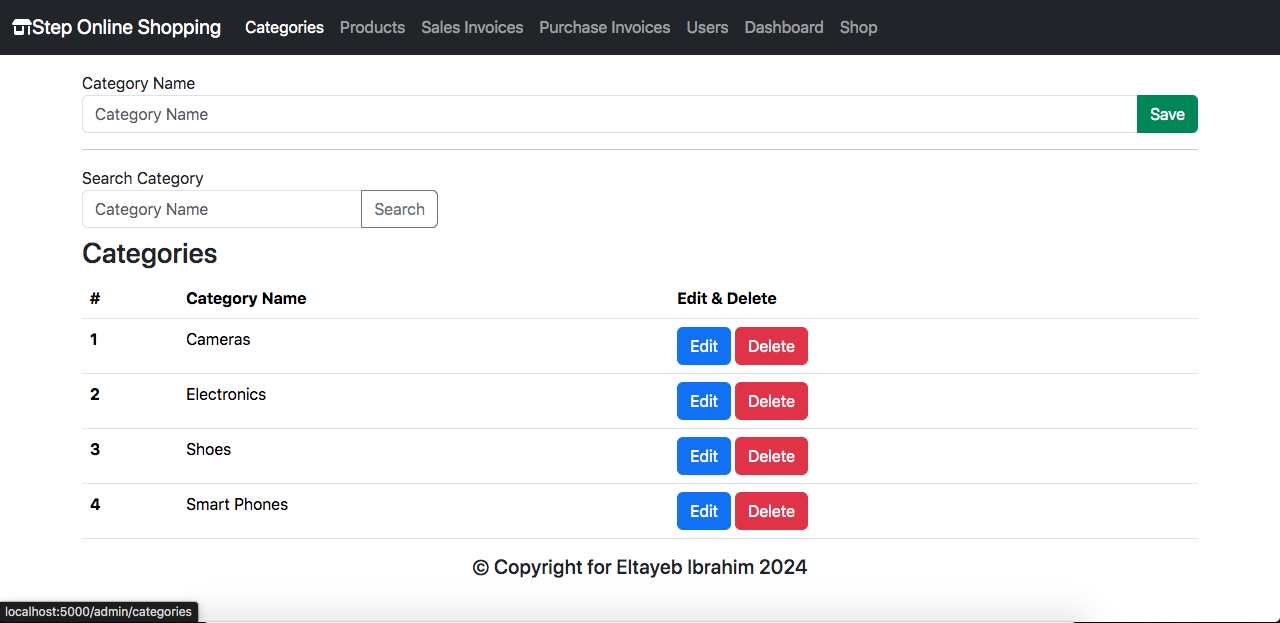 Step Online Shopping Categories Products Sales Invoices Purchase Invoices Users Dashboard Shop
Category Name
Category Name Save
Search Category
Category Name Search
Categories
# Category Name Edit & Delete
1 Cameras Edit Delete
2 Electronics Edit Delete
3 Shoes Edit Delete
4 Smart Phones Edit Delete
© Copyright for Eltayeb Ibrahim 2024
localhost:5000/admin/categories